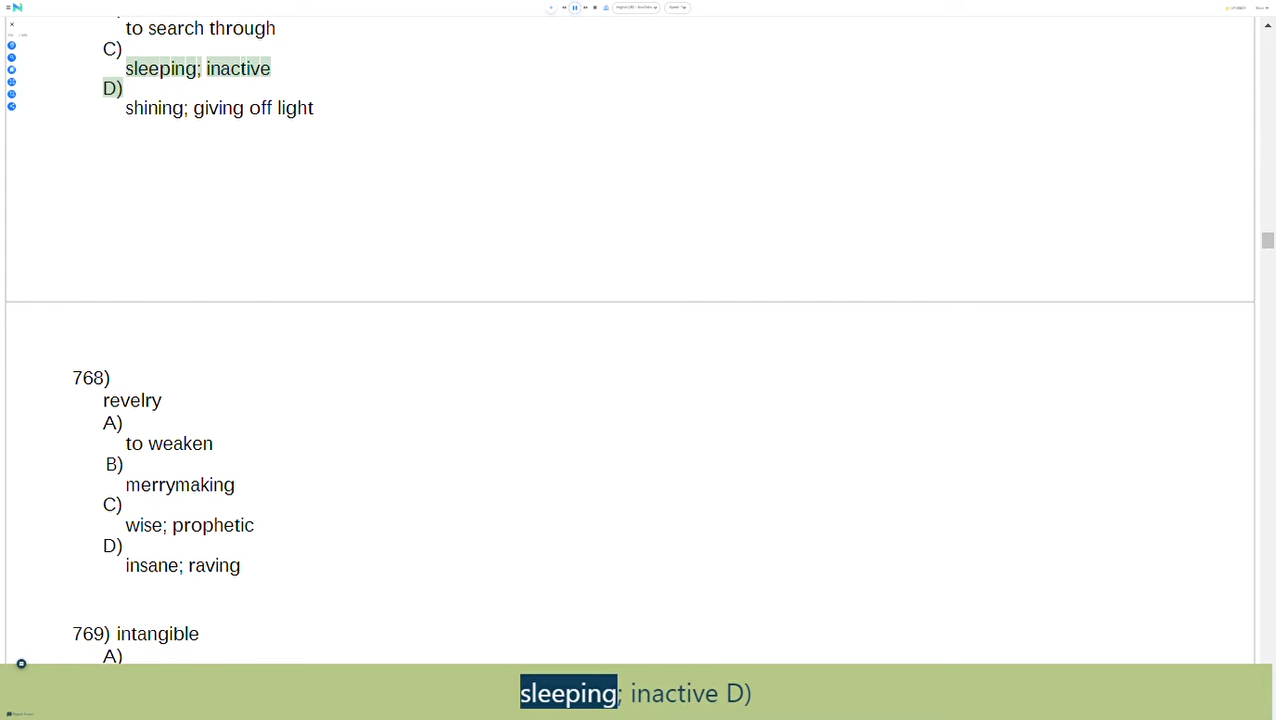 to search through
C)
sleeping; inactive
D)
shining; giving off light
768)
revelry
A)
to weaken
B)
merrymaking
C)
wise; prophetic
D)
insane; raving
769) intangible
A)
sleeping; inactive D)